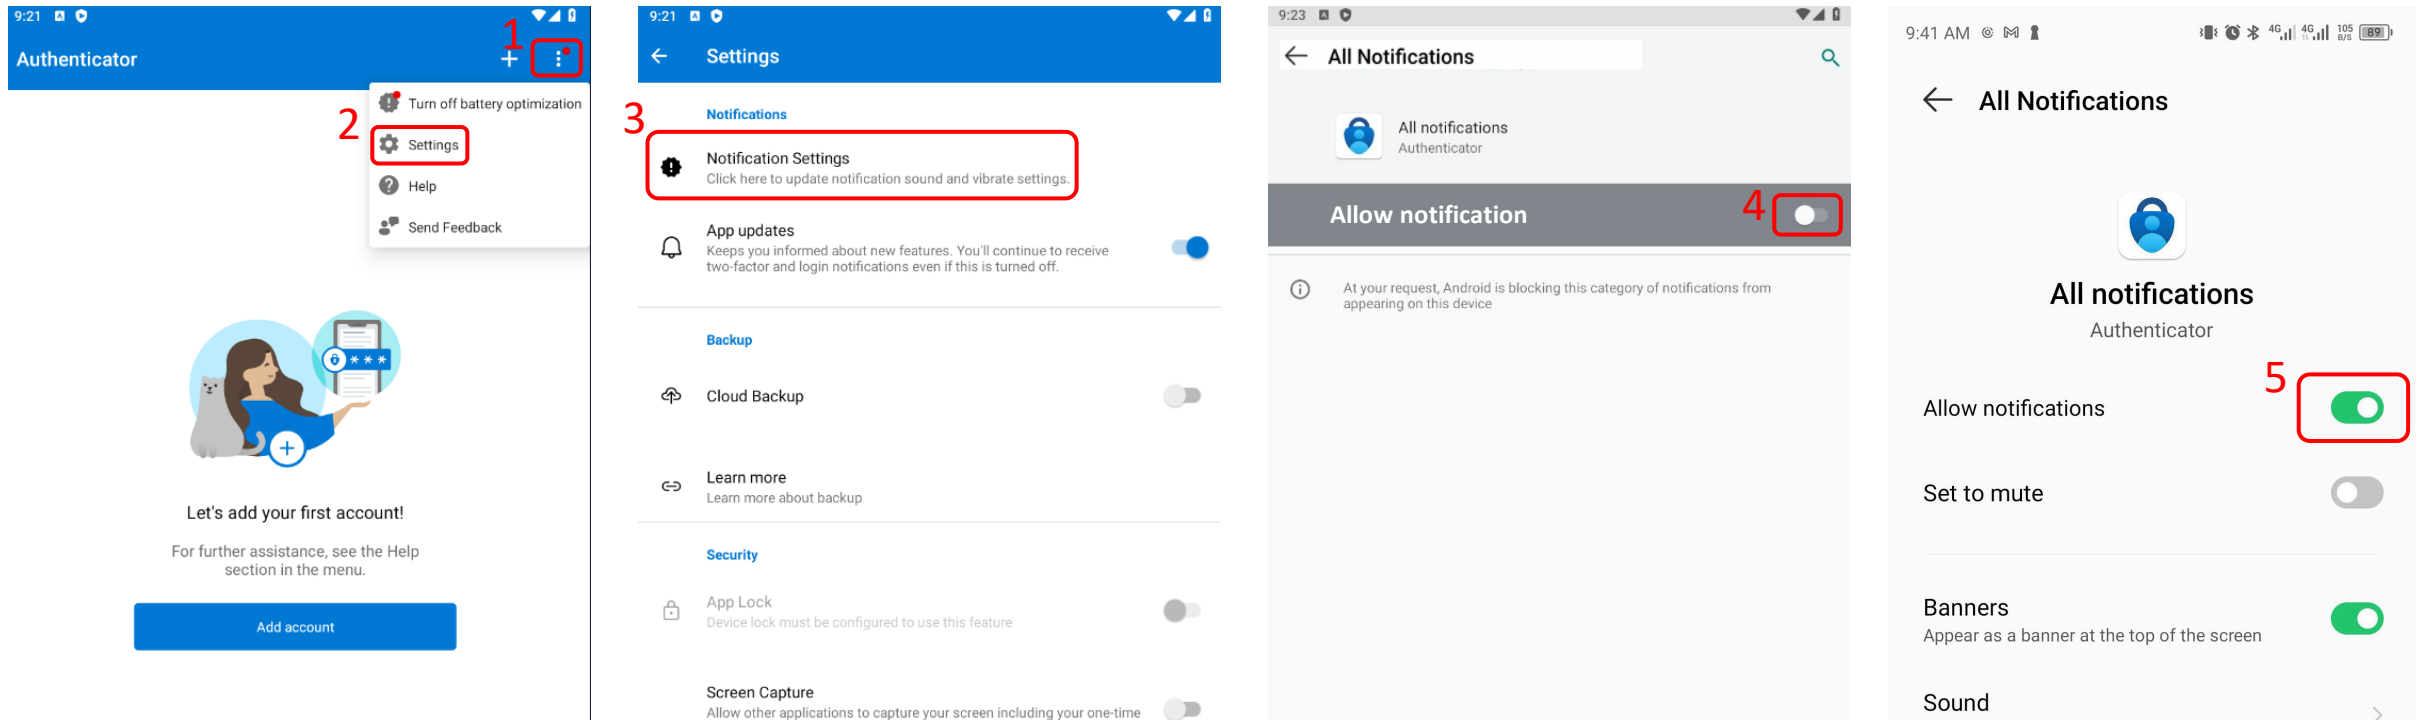 9:21
1
Authenticator
Turn off battery optimization
2
Settings
Help
Send Feedback
Let's add your first account!
For further assistance, see the Help
section in the menu.
Add account
9:21
Settings
Notifications
3
Notification Settings
Click here to update notification sound and vibrate settings.
App updates
Keeps you informed about new features. You'll continue to receive
two-factor and login notifications even if this is turned off.
Backup
Cloud Backup
Learn more
Learn more about backup
Security
App Lock
Device lock must be configured to use this feature
Screen Capture
Allow other applications to capture your screen including your one-time
9:23
All Notifications
All notifications
Authenticator
Allow notification
4
At your request, Android is blocking this category of notifications from
appearing on this device
9:41 AM 4G 4G 105 B/S 89
All Notifications
All notifications
Authenticator
5
Allow notifications
Set to mute
Banners
Appear as a banner at the top of the screen
Sound